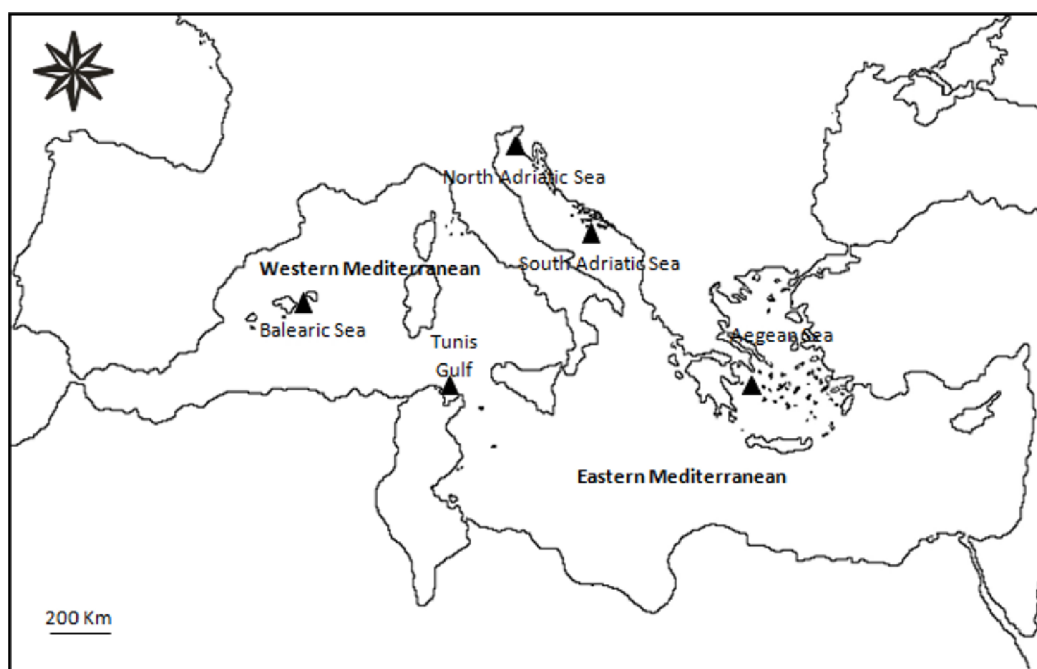 North Adriatic Sea
South Adriatic Sea
Western Mediterranean
Balearic Sea
Tunis
Gulf
Aegean Sea
Eastern Mediterranean
200 Km